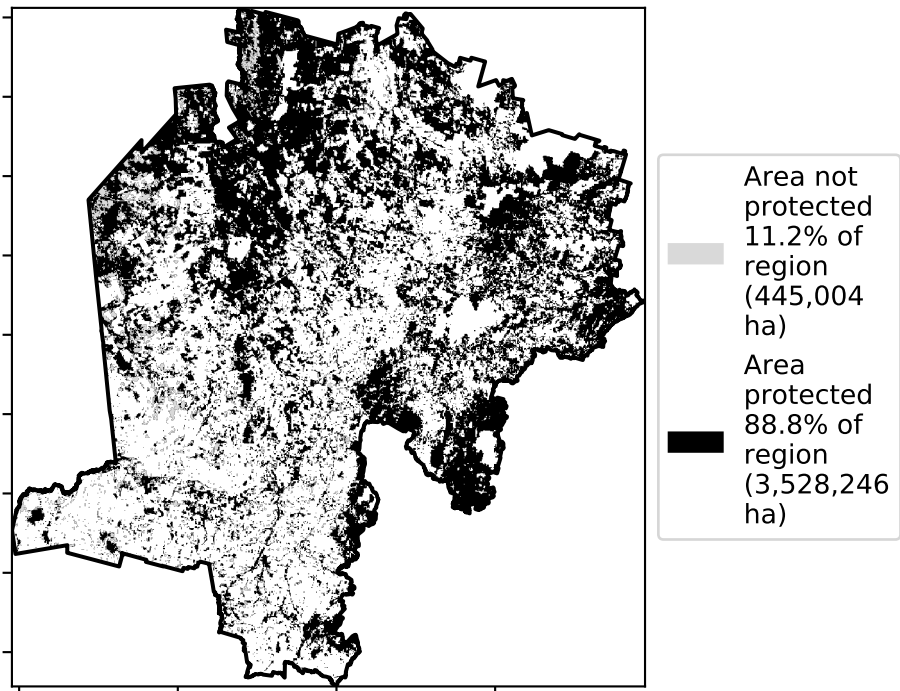 Area not
protected
11.2% of
region
(445,004
ha)
Area
protected
88.8% of
region
(3,528,246
ha)